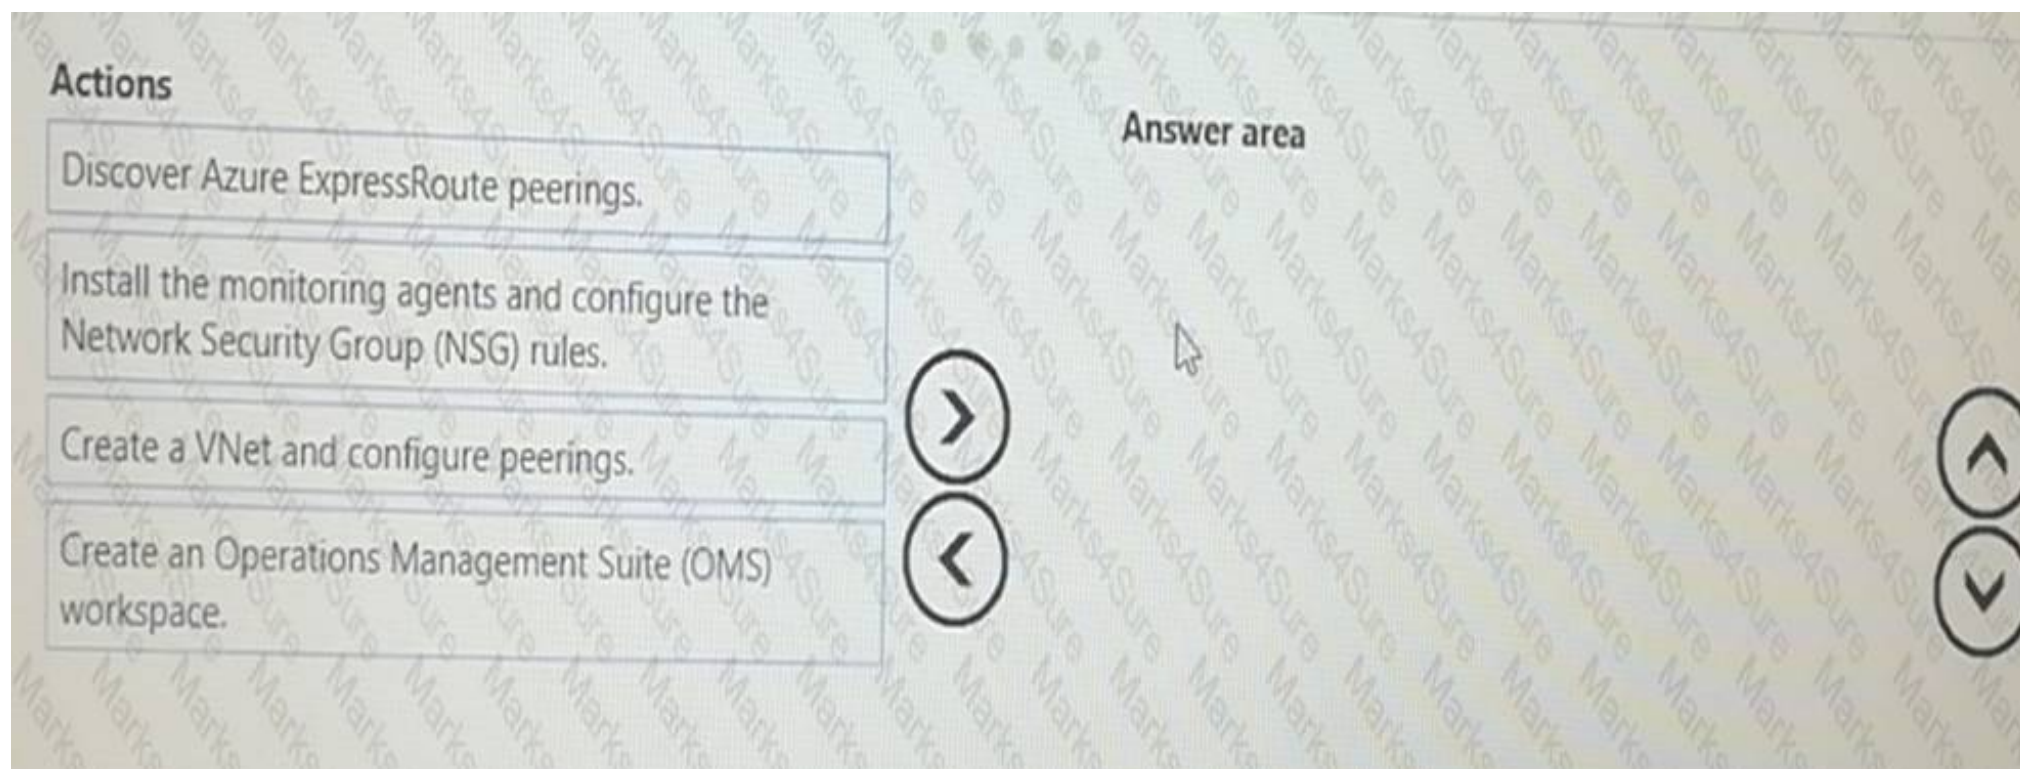 Actions
Answer area
Discover Azure ExpressRoute peerings.
Install the monitoring agents and configure the
Network Security Group (NSG) rules.
Create a VNet and configure peerings.
Create an Operations Management Suite (OMS)
workspace.
Marks4Sure